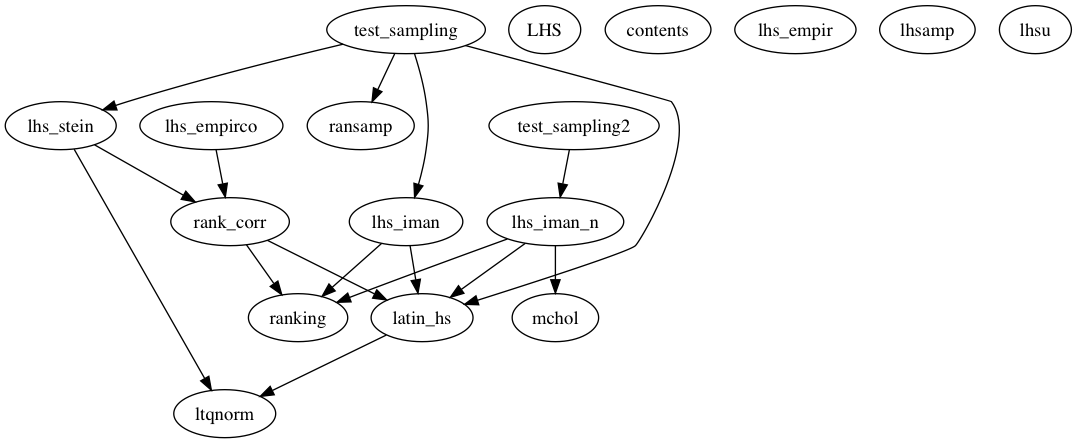 test_sampling
LHS
contents
lhs_empir
lhsamp
lhsu
lhs_stein
lhs_empirco
ransamp
test_sampling2
rank_corr
lhs_iman
lhs_iman_n
ranking
latin_hs
mchol
ltqnorm